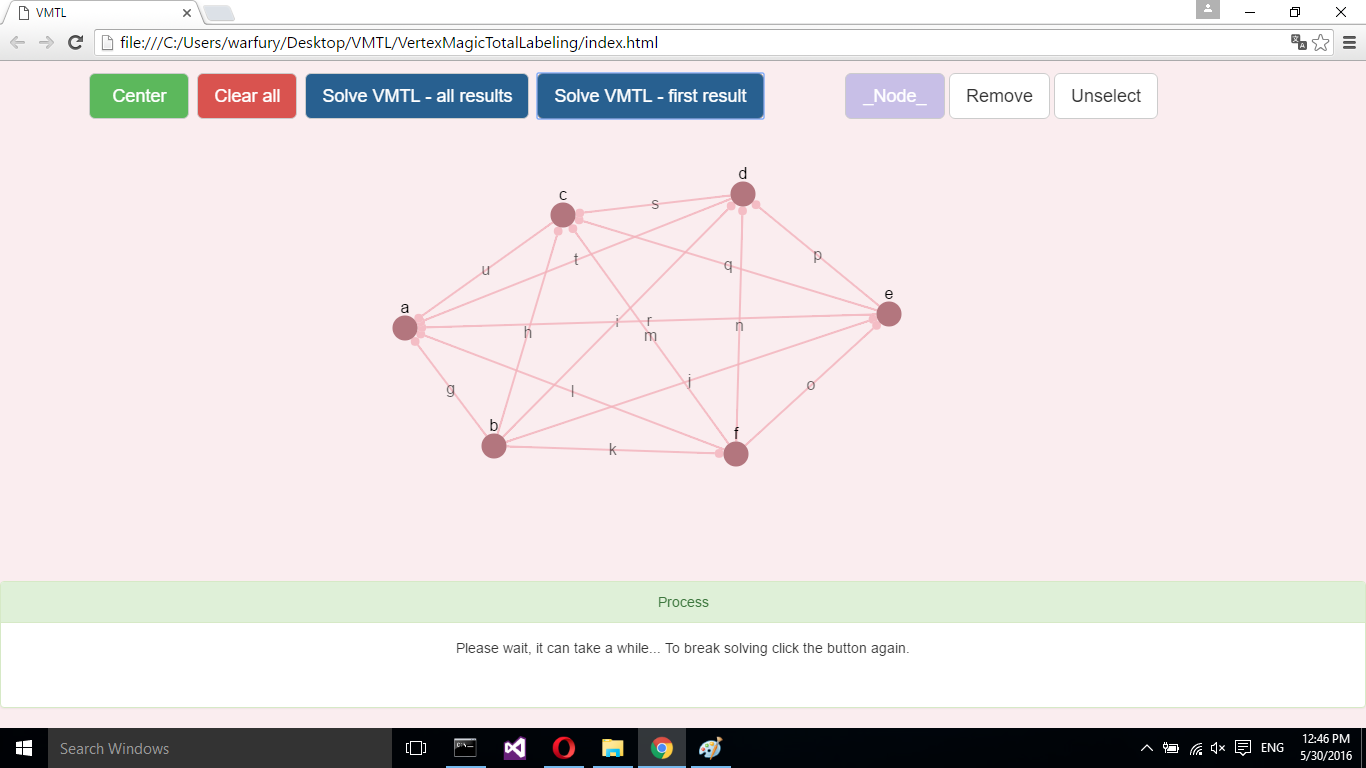 VMTL
file:///C:/Users/warfury/Desktop/VMTL/VertexMagicTotalLabeling/index.html
Center Clear all Solve VMTL - all results Solve VMTL - first result _Node_ Remove Unselect
d
c
s
t
q
p
u
e
a
i r
h
m
n
j
g
l
o
b
f
k
Process
Please wait, it can take a while... To break solving click the button again.
Search Windows
ENG
12:46 PM
5/30/2016